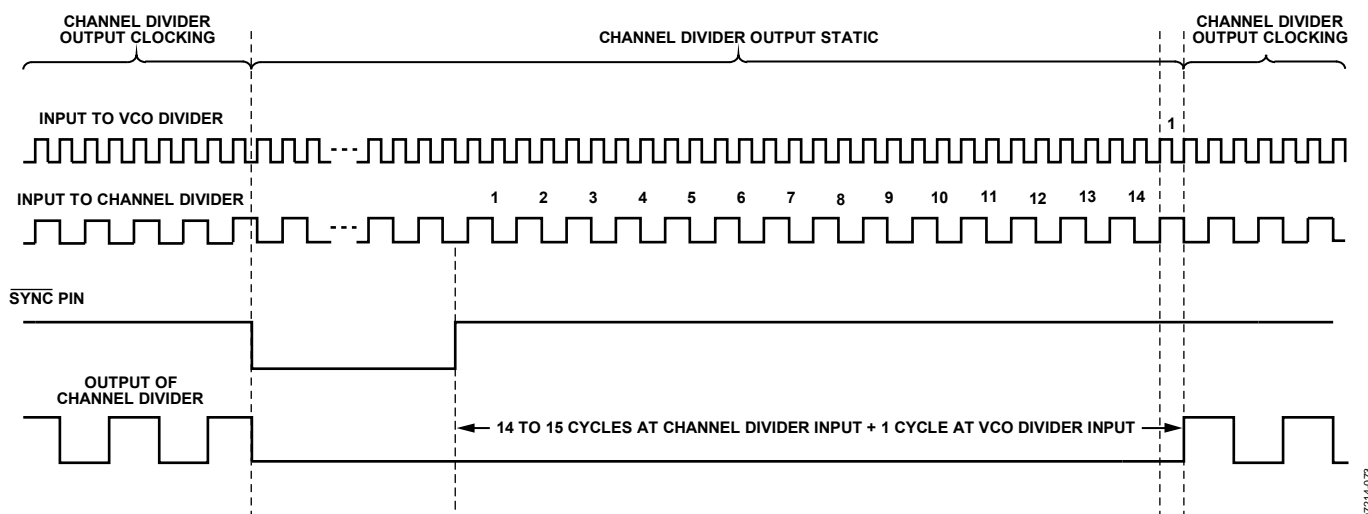 CHANNEL DIVIDER
OUTPUT CLOCKING
CHANNEL DIVIDER OUTPUT STATIC
CHANNEL DIVIDER
OUTPUT CLOCKING
INPUT TO VCO DIVIDER
1
INPUT TO CHANNEL DIVIDER
1 2 3 4 5 6 7 8 9 10 11 12 13 14
SYNC PIN
OUTPUT OF
CHANNEL DIVIDER
14 TO 15 CYCLES AT CHANNEL DIVIDER INPUT + 1 CYCLE AT VCO DIVIDER INPUT